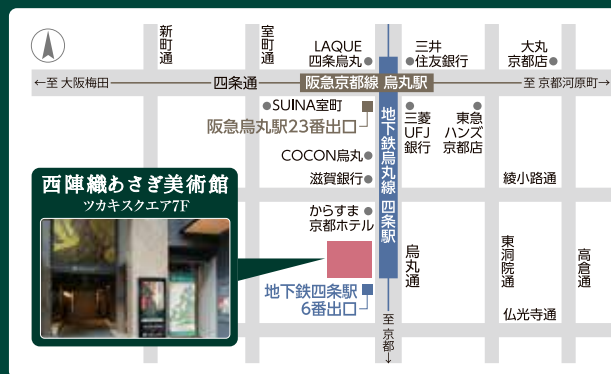 新町通
室町通
LAQUE
四条烏丸
三井
住友銀行
大丸
京都店
←至 大阪梅田
四条通
阪急京都線 烏丸駅
至 京都河原町→
SUINA室町
阪急烏丸駅23番出口
地下鉄烏丸線 四条駅
三菱
UFJ
銀行
東急
ハンズ
京都店
COCON烏丸
滋賀銀行
綾小路通
西陣織あさぎ美術館
ツカキスクエア7F
からすま
京都ホテル
烏丸通
東洞院通
高倉通
地下鉄四条駅
6番出口
仏光寺通
至 京都→